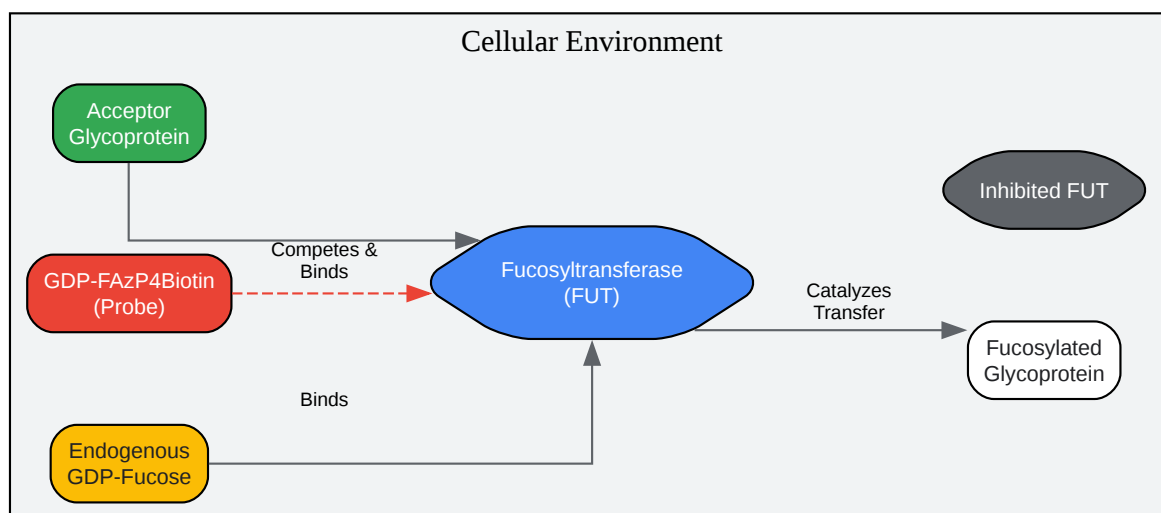 Cellular Environment
Acceptor
Glycoprotein
Inhibited FUT
Competes &
Binds
GDP-FAzP4Biotin
(Probe)
Fucosyltransferase
(FUT)
Catalyzes
Transfer
Fucosylated
Glycoprotein
Binds
Endogenous
GDP-Fucose